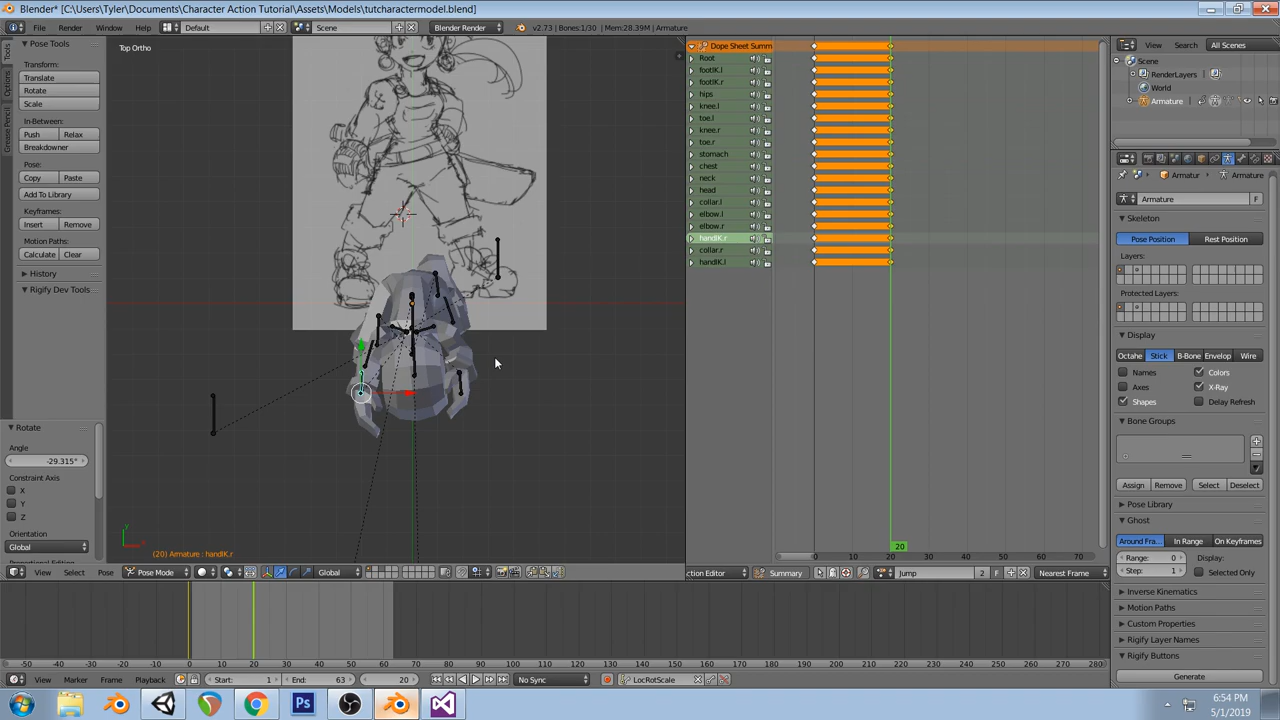 Blender* [C:\Users\Tyler\Documents\Character Action Tutorial\Assets\Models\tutcharactermodel.blend]
File Render Window Help Default Scene Blender Render v2.73 | Bones:1/30 | Mem:28.39M | Armature
Tools
Options
Grease Pencil
Pose Tools
Transform:
Translate
Rotate
Scale
In-Between:
Push Relax
Breakdowner
Pose:
Copy Paste
Add To Library
Keyframes:
Insert Remove
Motion Paths:
Calculate Clear
History
Rigify Dev Tools
Rotate
Angle
-29.315°
Constraint Axis
X
Y
Z
Orientation
Global
Top Ortho
(20) Armature : handIK.r
View Select Pose Pose Mode Global
Dope Sheet Summ
Root
footIK.l
footIK.r
hips
knee.l
toe.l
knee.r
toe.r
stomach
chest
neck
head
collar.l
elbow.l
elbow.r
handIK.r
collar.r
handIK.l
20
0 10 20 30 40 50 60 70
ction Editor Summary Jump 2 F Nearest Frame
View Search All Scenes
Scene
RenderLayers
World
Armature
Armatur Armature
Armature F
Skeleton
Pose Position Rest Position
Layers:
Protected Layers:
Display
Octahe Stick B-Bone Envelop Wire
Names Colors
Axes X-Ray
Shapes Delay Refresh
Bone Groups
Assign Remove Select Deselect
Pose Library
Ghost
Around Fra... In Range On Keyframes
Range: 0 Display:
Step: 1 Selected Only
Inverse Kinematics
Motion Paths
Custom Properties
Rigify Layer Names
Rigify Buttons
Generate
-50 -40 -30 -20 -10 0 10 20 30 40 50 60 70 80 90 100 110 120 130 140 150 160 170 180 190 200 210 220 230 240 250 260 270 280
View Marker Frame Playback Start: 1 End: 63 20 No Sync LocRotScale
6:54 PM
5/1/2019